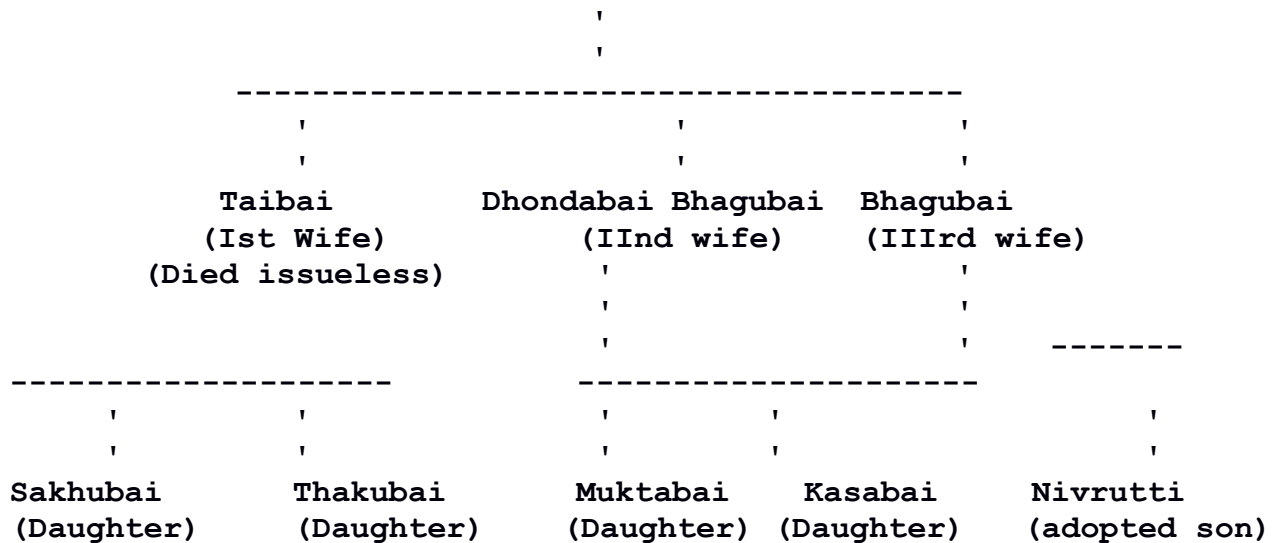 '
'
---------------------------------------
' ' '
' ' '
Taibai Dhondabai Bhagubai Bhagubai
(Ist Wife) (IInd wife) (IIIrd wife)
(Died issueless) ' '
' '
' ' -------
-------------------- ---------------------
' ' ' ' '
' ' ' ' '
Sakhubai Thakubai Muktabai Kasabai Nivrutti
(Daughter) (Daughter) (Daughter) (Daughter) (adopted son)